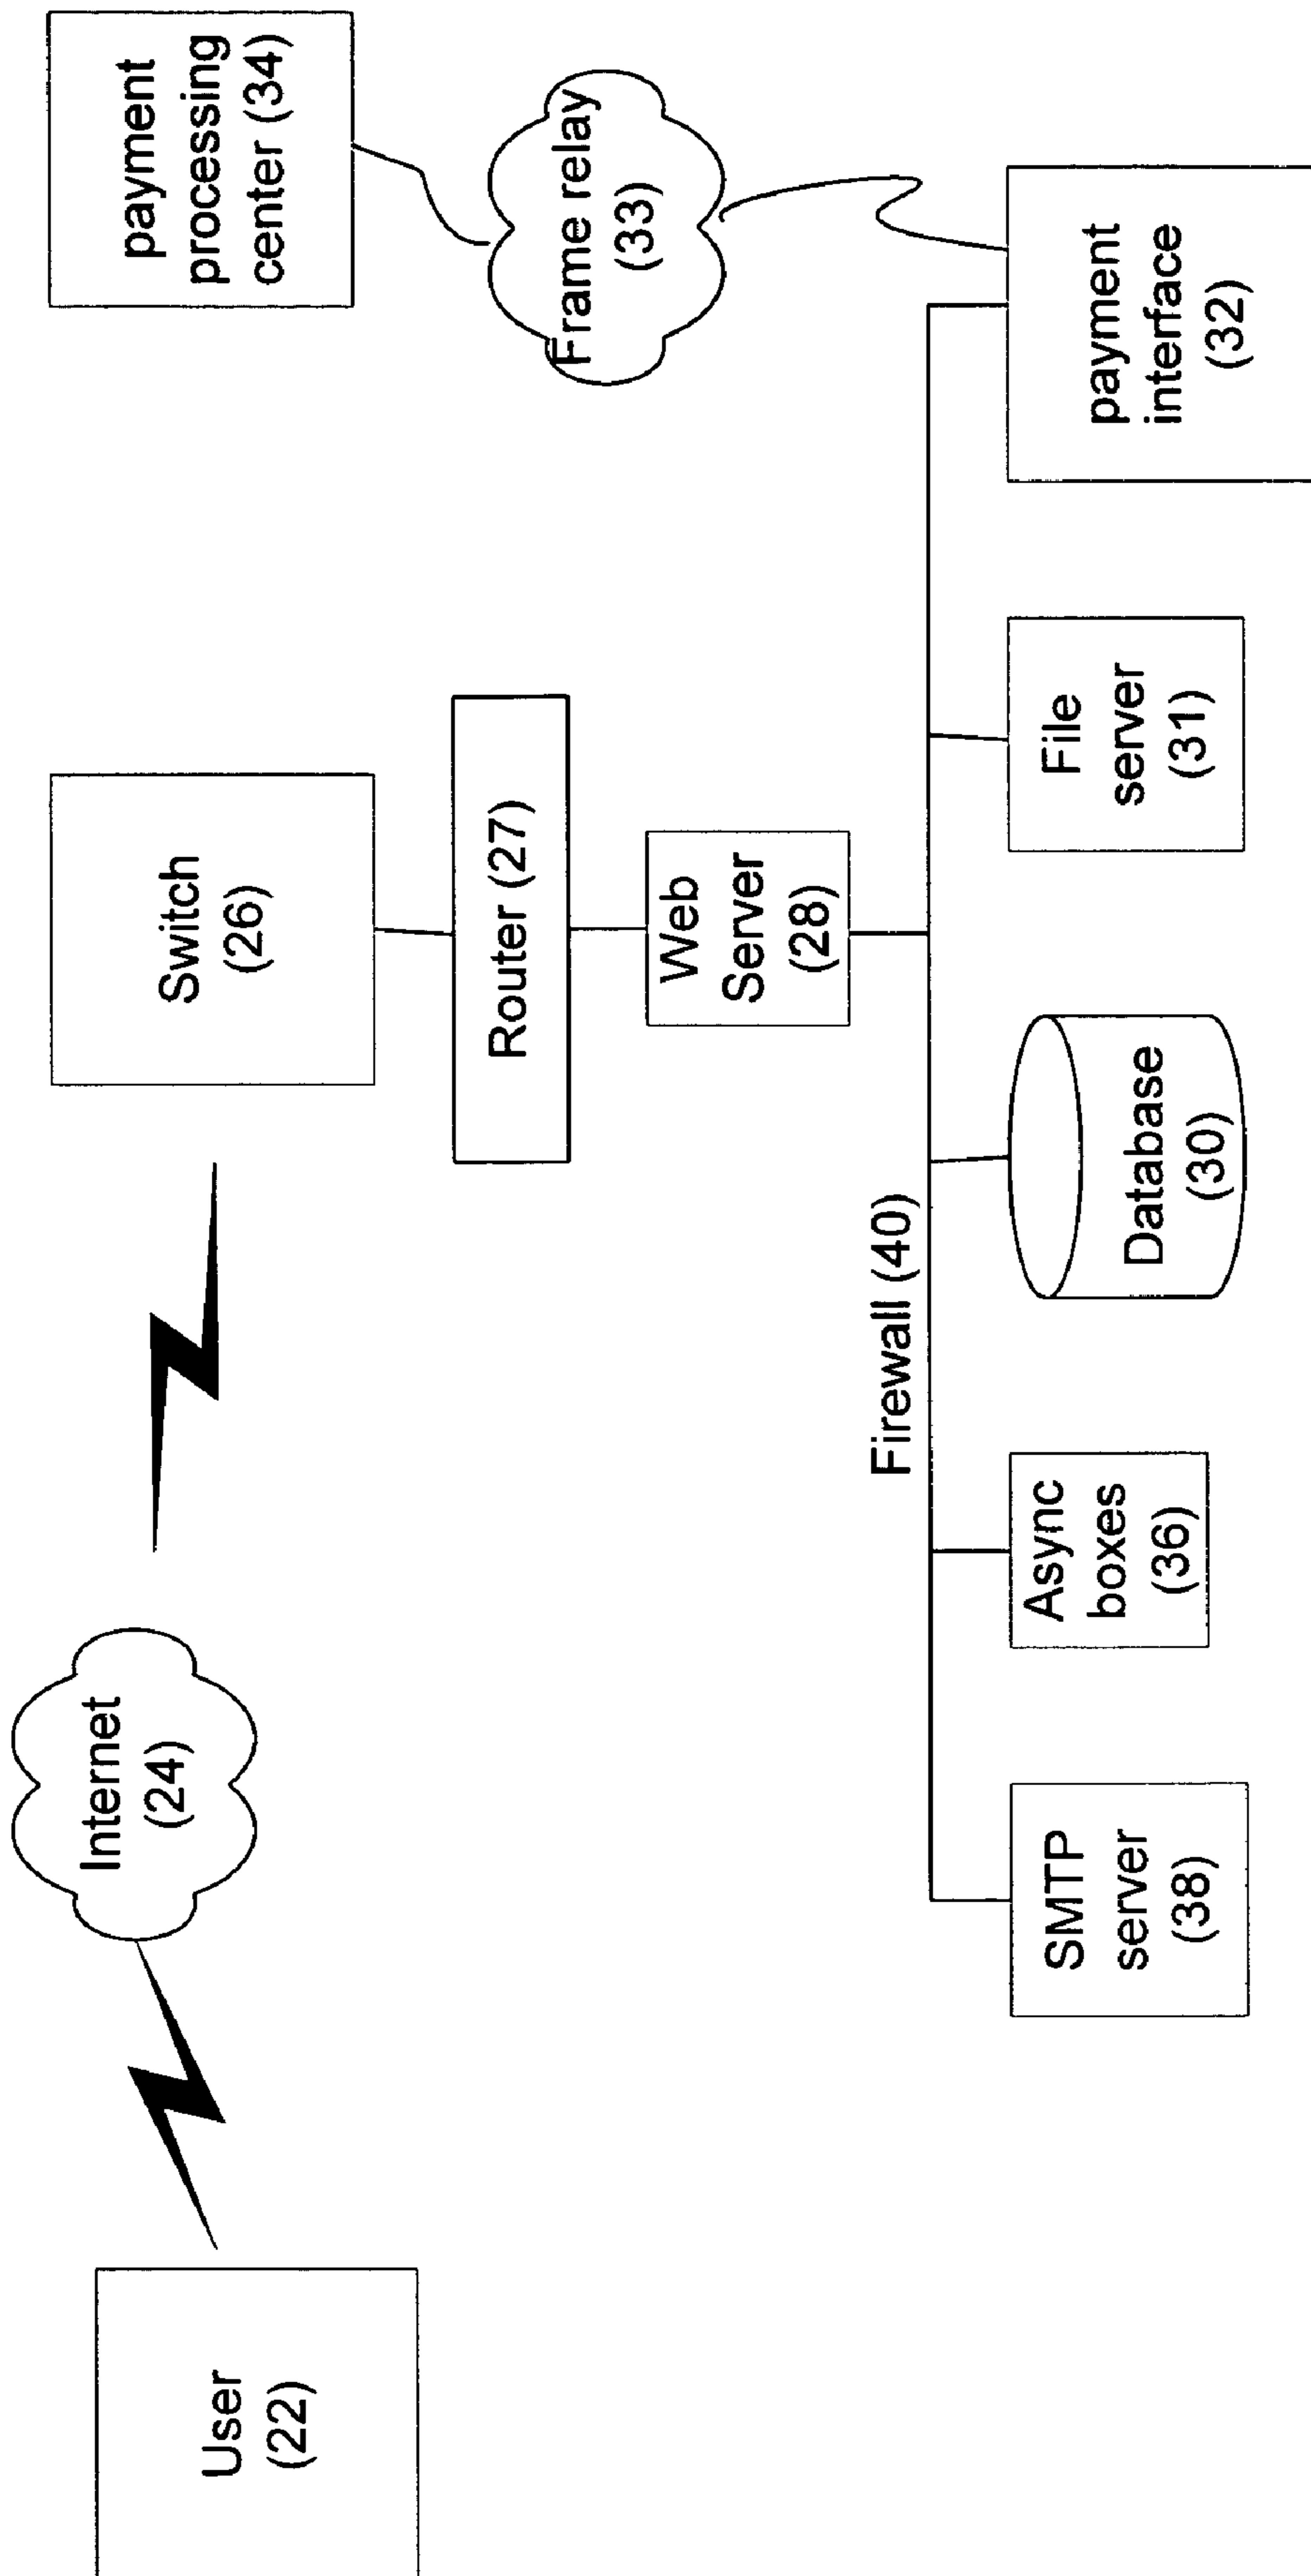 User
(22)
Internet
(24)
Switch
(26)
payment
processing
center (34)
Router (27)
Frame relay
(33)
Web
Server
(28)
Firewall (40)
SMTP
server
(38)
Async
boxes
(36)
Database
(30)
File
server
(31)
payment
interface
(32)